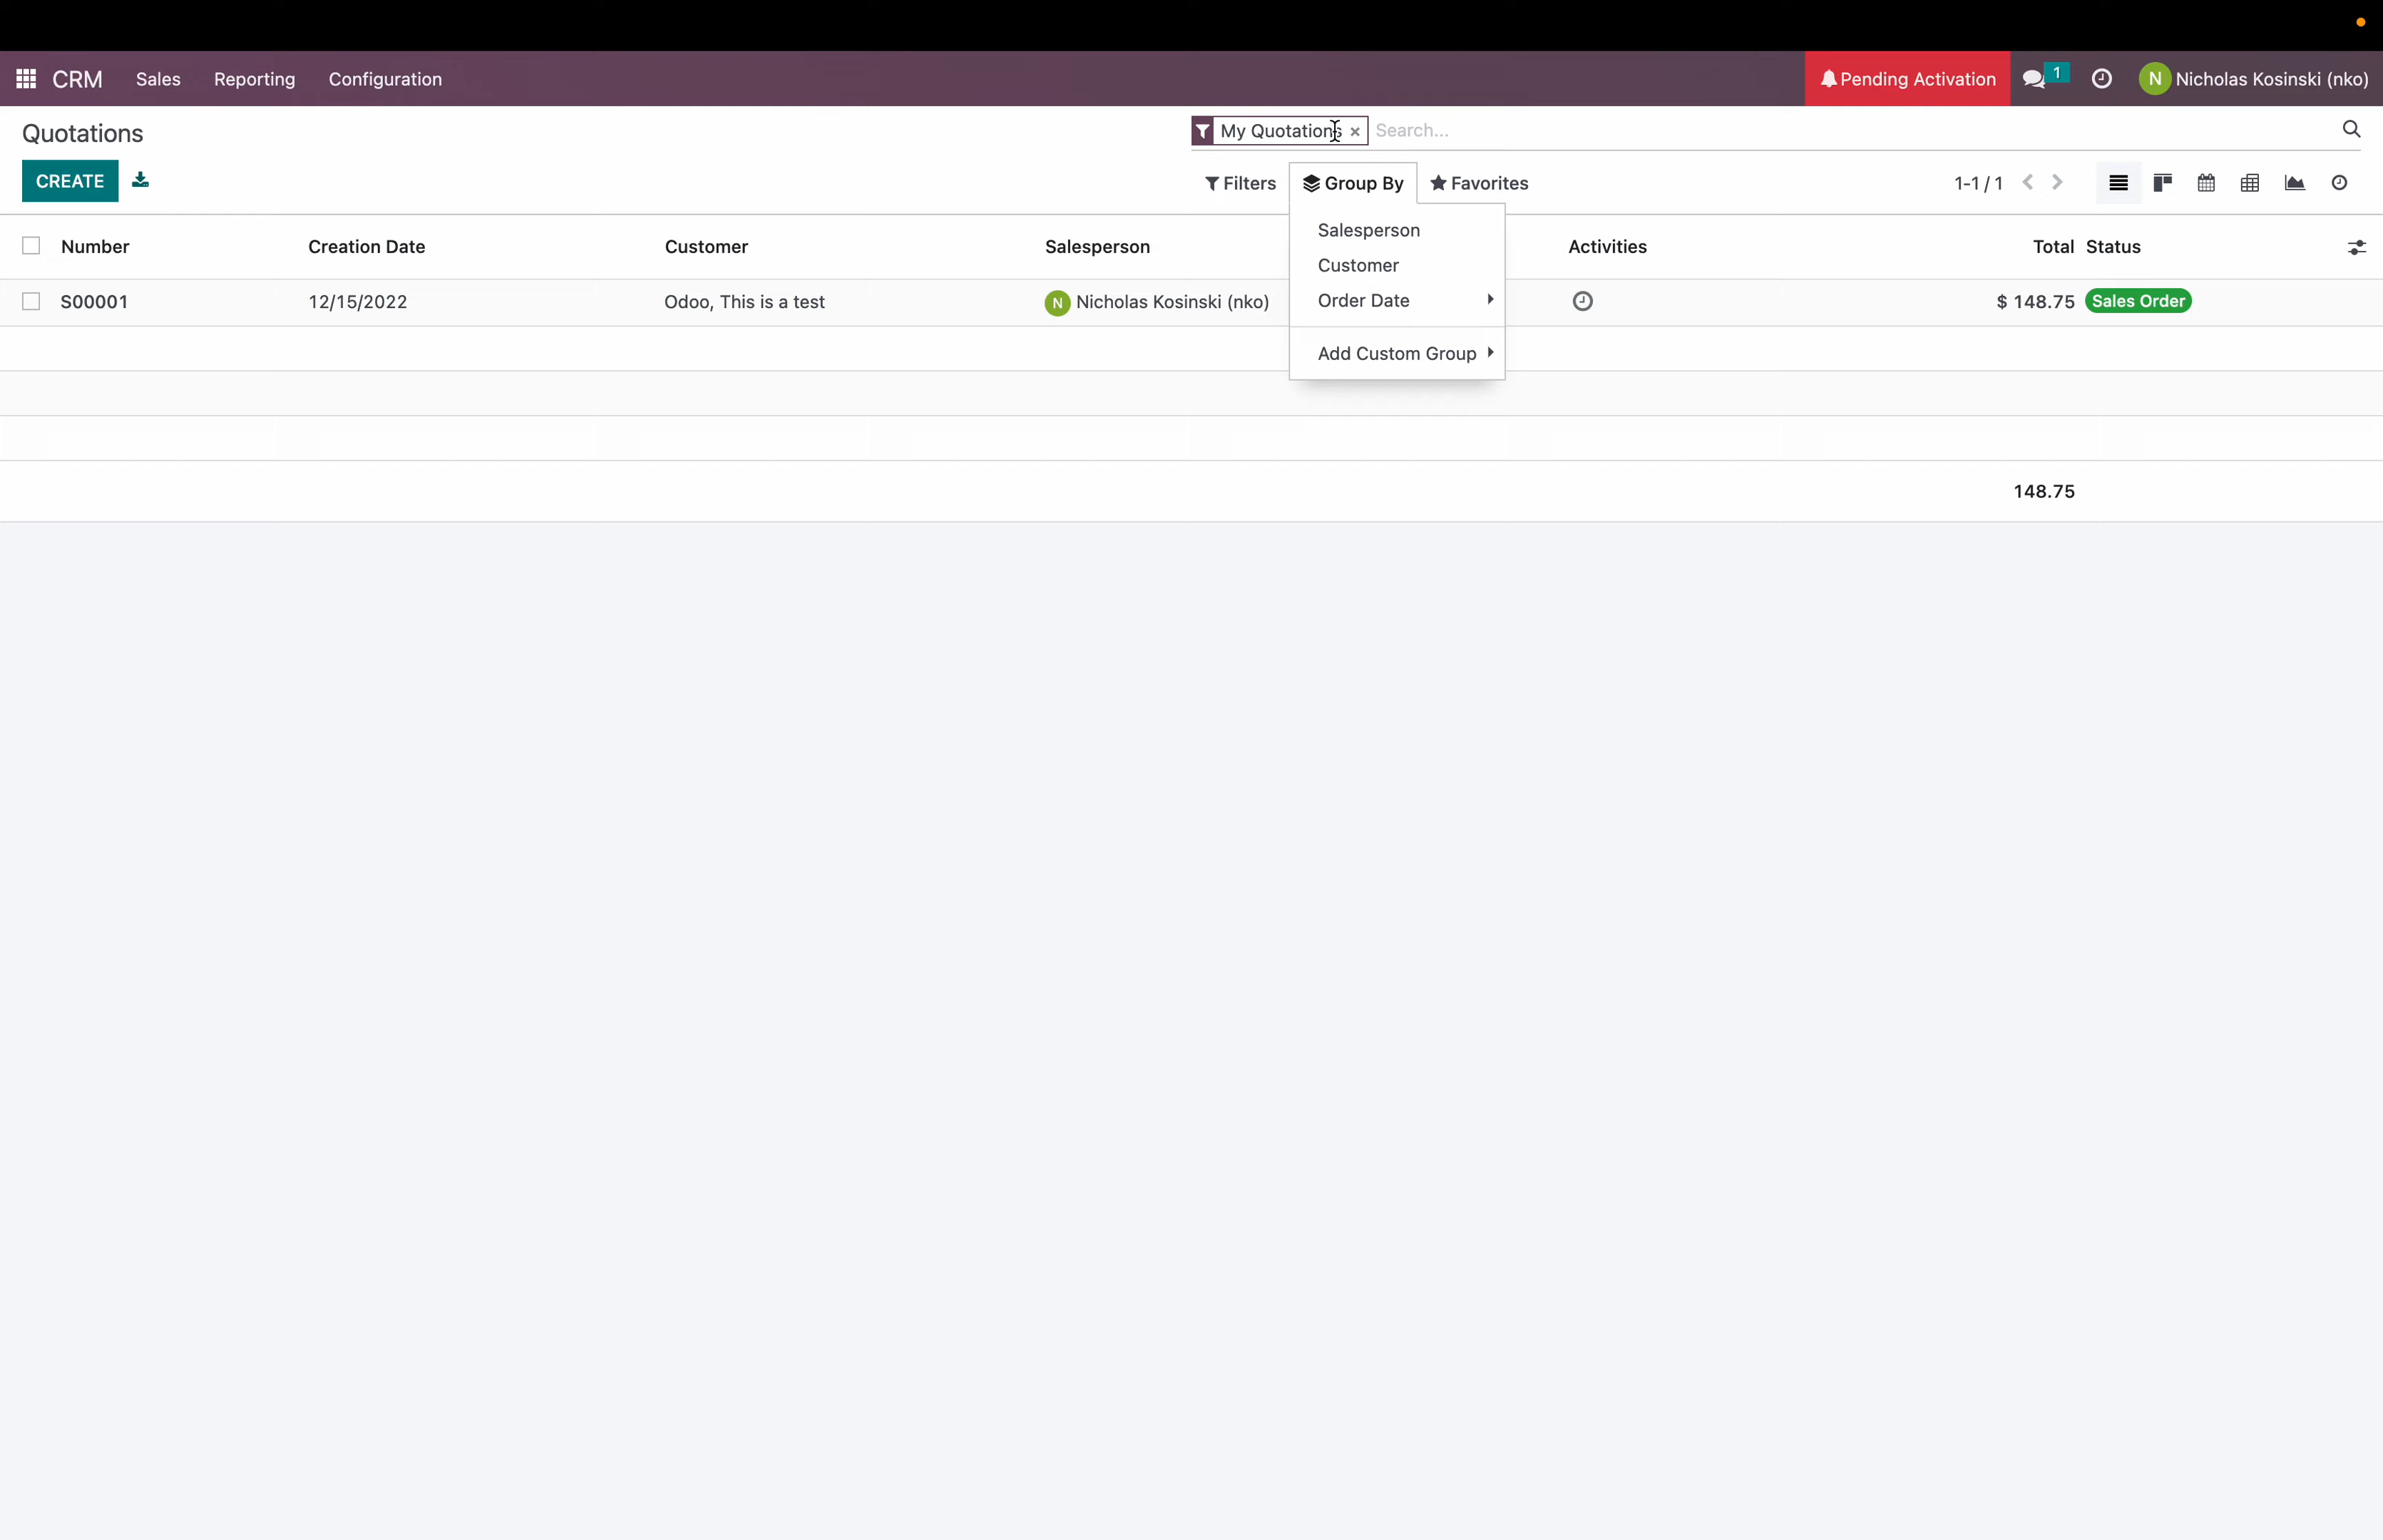 CRM Sales Reporting Configuration Pending Activation 1 N Nicholas Kosinski (nko)
Quotations My Quotations × Search...
CREATE Filters Group By Favorites 1-1 / 1
Salesperson
Customer
Order Date
Add Custom Group
Number Creation Date Customer Salesperson Activities Total Status
S00001 12/15/2022 Odoo, This is a test N Nicholas Kosinski (nko) $ 148.75 Sales Order
148.75